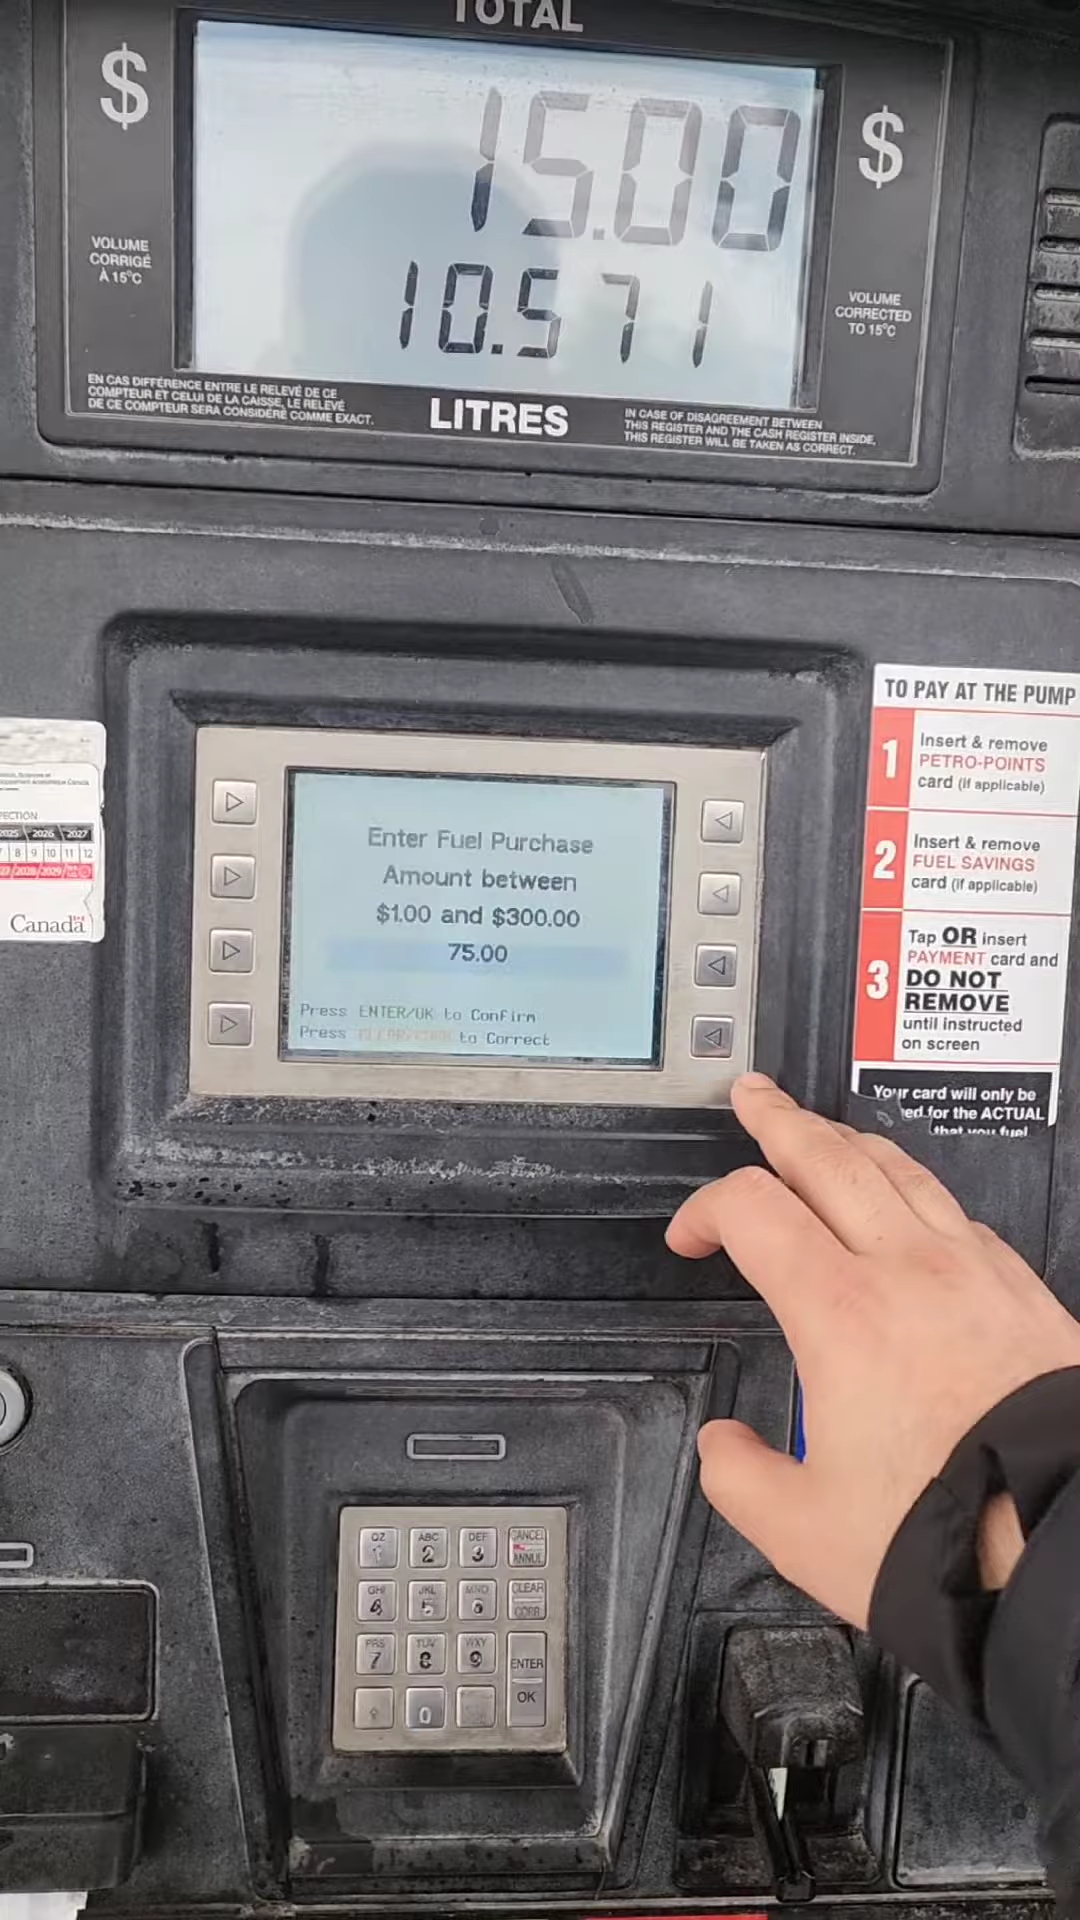 TOTAL
$
15.00
$
10.571
VOLUME
CORRIGÉ
À 15°C
VOLUME
CORRECTED
TO 15°C
EN CAS DIFFÉRENCE ENTRE LE RELEVÉ DE CE
COMPTEUR ET CELUI DE LA CAISSE, LE RELEVÉ
DE CE COMPTEUR SERA CONSIDÉRÉ COMME EXACT.
LITRES
IN CASE OF DISAGREEMENT BETWEEN
THIS REGISTER AND THE CASH REGISTER INSIDE,
THIS REGISTER WILL BE TAKEN AS CORRECT.
Canada
2025 2026 2027
8 9 10 11 12
2028 2029
Canada
Enter Fuel Purchase
Amount between
$1.00 and $300.00
75.00
Press ENTER/OK to Confirm
Press CLEAR/CORR to Correct
TO PAY AT THE PUMP
1
Insert & remove
PETRO-POINTS
card (if applicable)
2
Insert & remove
FUEL SAVINGS
card (if applicable)
3
Tap OR insert
PAYMENT card and
DO NOT
REMOVE
until instructed
on screen
Your card will only be
for the ACTUAL
that you fuel
QZ ABC DEF CANCEL
1 2 3 ANNUL
GHI JKL MNO CLEAR
4 5 6 CORR
PRS TUV WXY
7 8 9 ENTER
0 OK